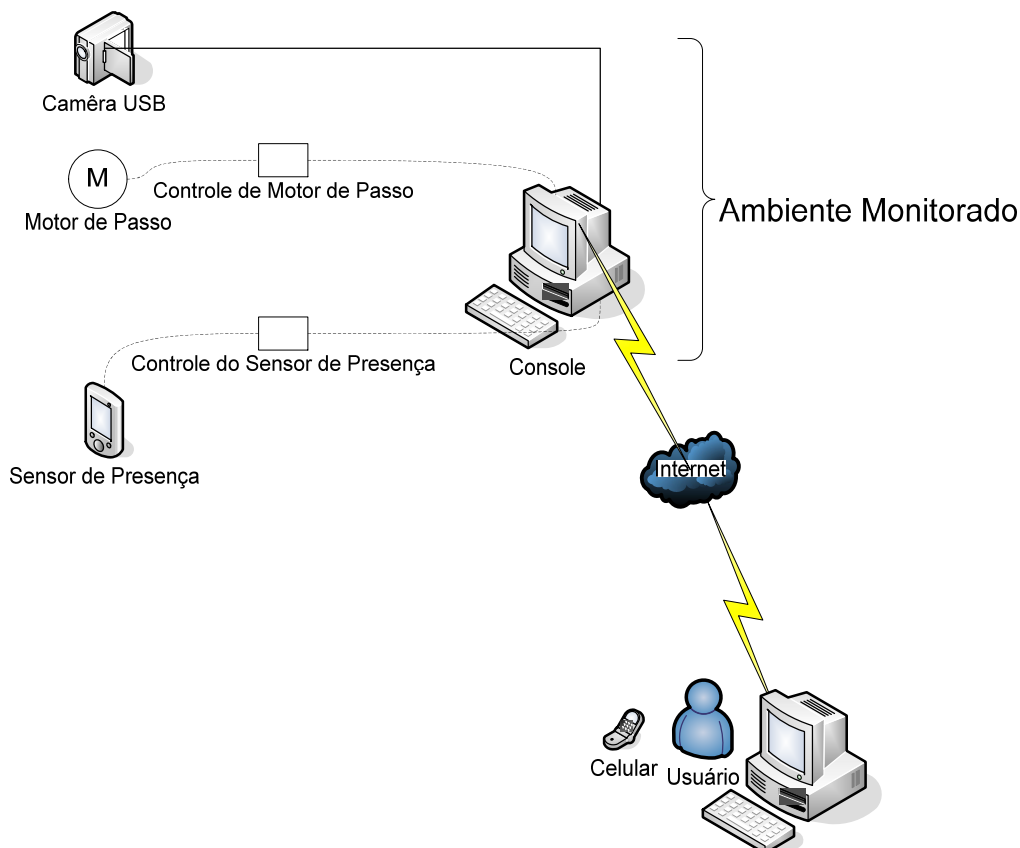 Camêra USB
M
Controle de Motor de Passo
Motor de Passo
Ambiente Monitorado
Controle do Sensor de Presença
Console
Sensor de Presença
Internet
Celular
Usuário